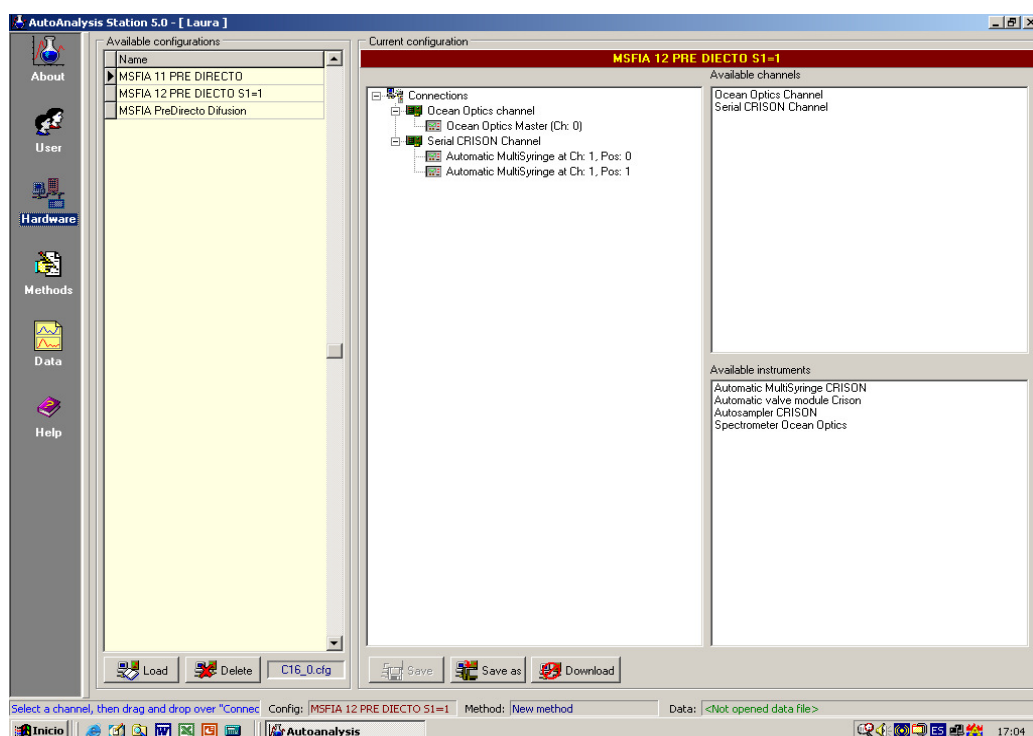 AutoAnalysis Station 5.0 - [ Laura ]
About
User
Hardware
Methods
Data
Help
Available configurations
Name
MSFIA 11 PRE DIRECTO
MSFIA 12 PRE DIECTO S1=1
MSFIA PreDirecto Difusion
Load
Delete
C16_0.cfg
Current configuration
MSFIA 12 PRE DIECTO S1=1
Connections
Ocean Optics channel
Ocean Optics Master (Ch: 0)
Serial CRISON Channel
Automatic MultiSyringe at Ch: 1, Pos: 0
Automatic MultiSyringe at Ch: 1, Pos: 1
Available channels
Ocean Optics Channel
Serial CRISON Channel
Available instruments
Automatic MultiSyringe CRISON
Automatic valve module Crison
Autosampler CRISON
Spectrometer Ocean Optics
Save
Save as
Download
Select a channel, then drag and drop over "Connec
Config: MSFIA 12 PRE DIECTO S1=1
Method: New method
Data: <Not opened data file>
Inicio
Autoanalysis
ES
17:04